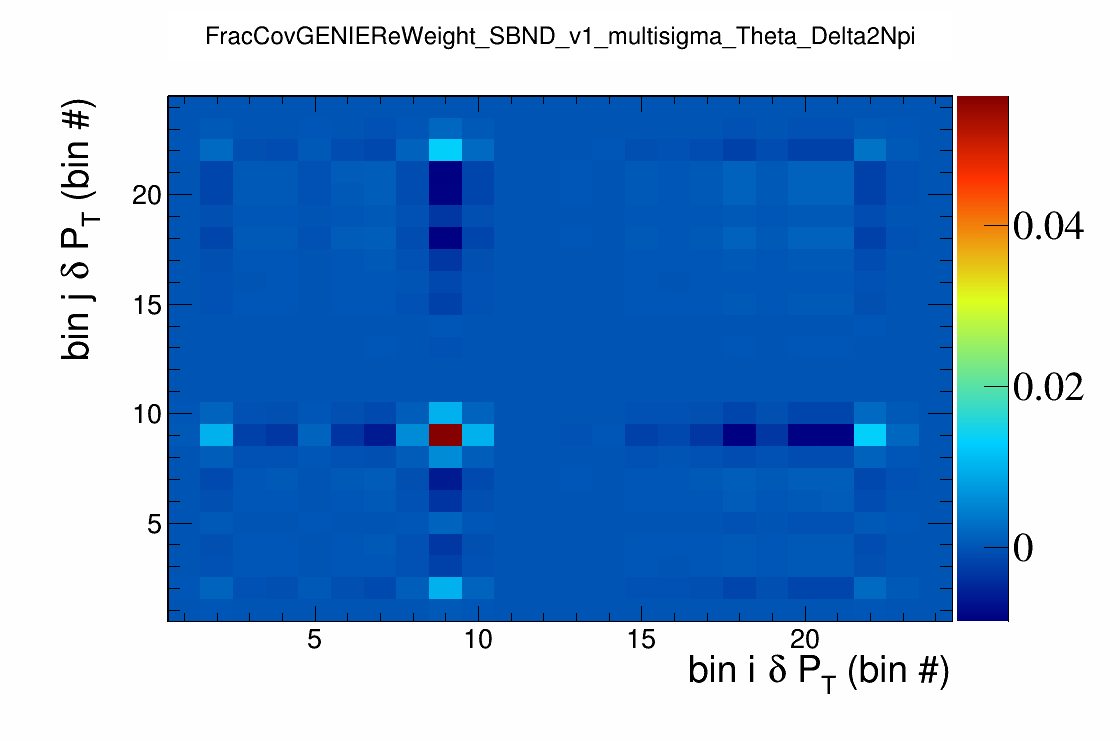 FracCovGENIEReWeight_SBND_v1_multisigma_Theta_Delta2Npi
bin j δ P_T (bin #)
20
15
10
5
5 10 15 20
bin i δ P_T (bin #)
0.04
0.02
0